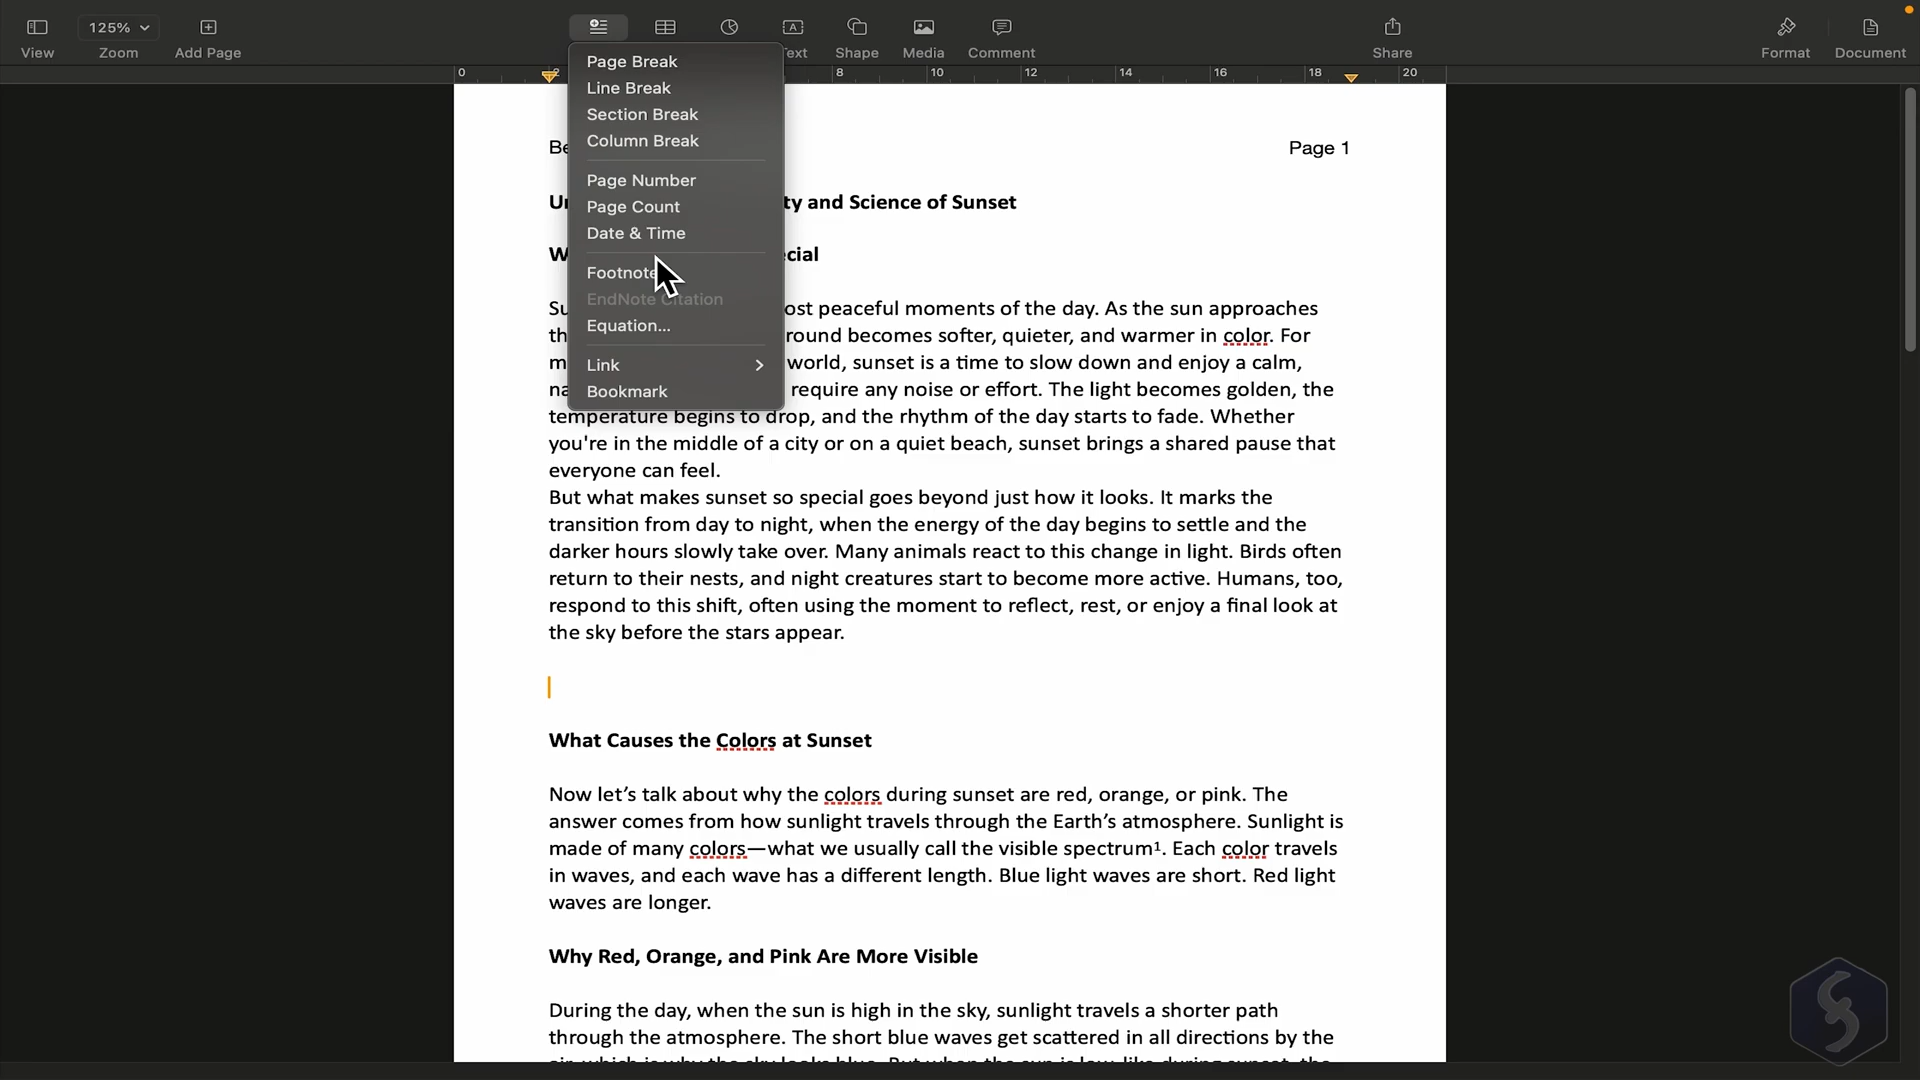 View
125%
Zoom
Add Page
ext
Shape
Media
Comment
Share
Format
Document
0 2 8 10 12 14 16 18 20
Page Break
Line Break
Section Break
Column Break
Page Number
Page Count
Date & Time
Footnote
EndNote Citation
Equation...
Link
Bookmark
Be
Page 1
ty and Science of Sunset
cial
Su ost peaceful moments of the day. As the sun approaches
th round becomes softer, quieter, and warmer in color. For
m world, sunset is a time to slow down and enjoy a calm,
na require any noise or effort. The light becomes golden, the
temperature begins to drop, and the rhythm of the day starts to fade. Whether
you're in the middle of a city or on a quiet beach, sunset brings a shared pause that
everyone can feel.
But what makes sunset so special goes beyond just how it looks. It marks the
transition from day to night, when the energy of the day begins to settle and the
darker hours slowly take over. Many animals react to this change in light. Birds often
return to their nests, and night creatures start to become more active. Humans, too,
respond to this shift, often using the moment to reflect, rest, or enjoy a final look at
the sky before the stars appear.
What Causes the Colors at Sunset
Now let’s talk about why the colors during sunset are red, orange, or pink. The
answer comes from how sunlight travels through the Earth’s atmosphere. Sunlight is
made of many colors—what we usually call the visible spectrum¹. Each color travels
in waves, and each wave has a different length. Blue light waves are short. Red light
waves are longer.
Why Red, Orange, and Pink Are More Visible
During the day, when the sun is high in the sky, sunlight travels a shorter path
through the atmosphere. The short blue waves get scattered in all directions by the